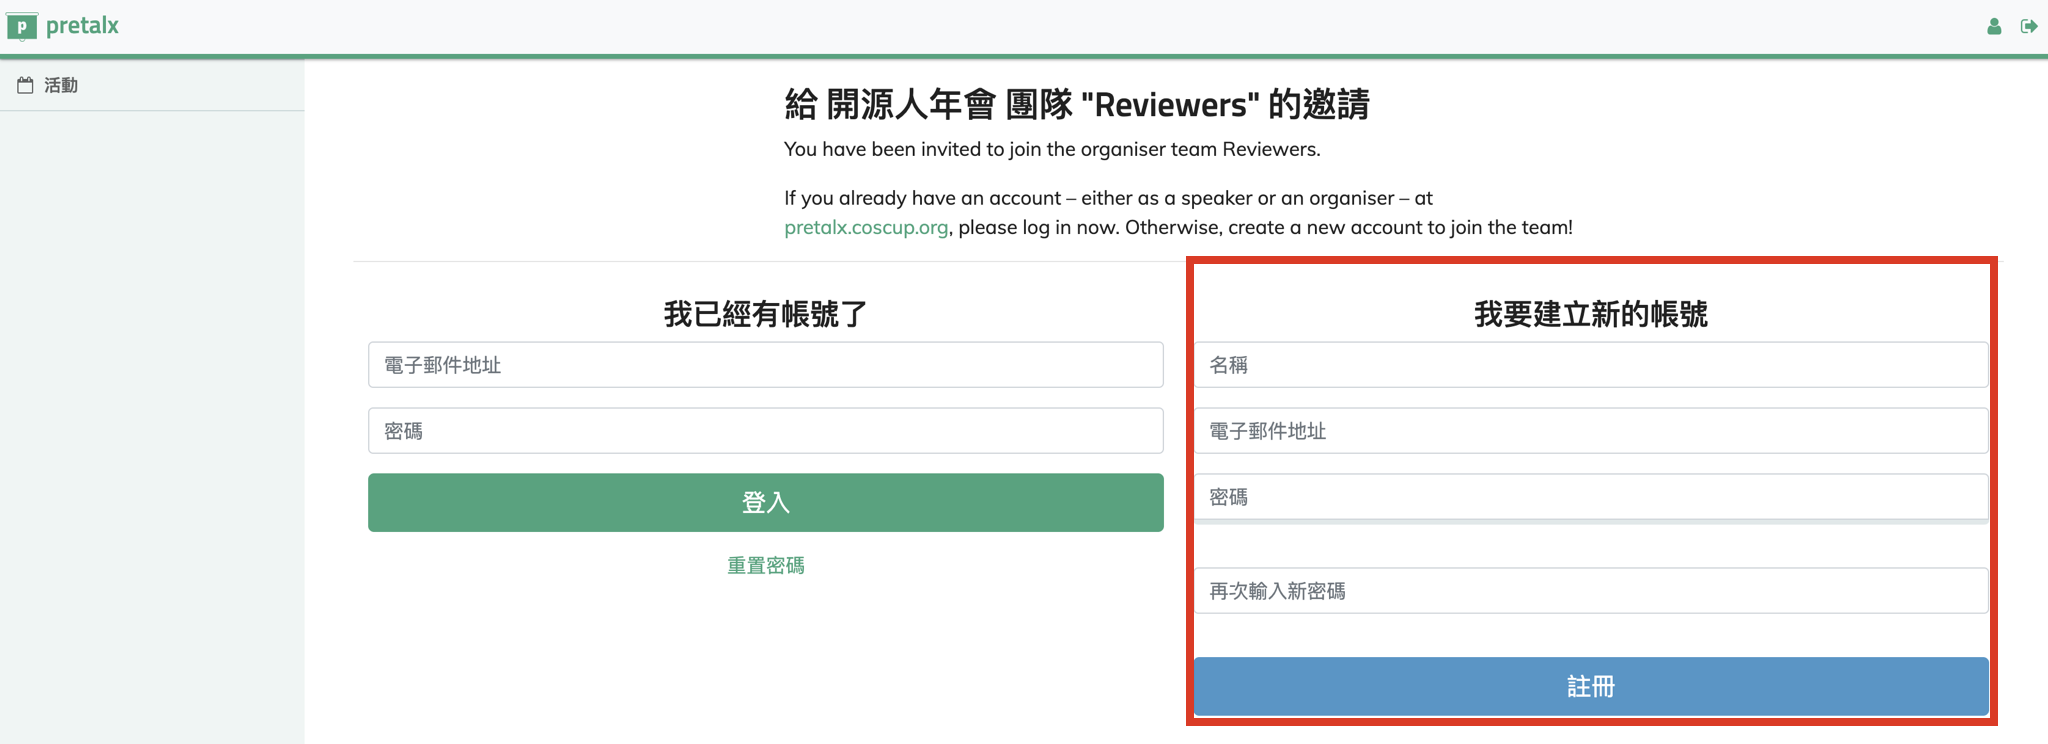 p pretalx
活動
給 開源人年會 團隊 "Reviewers" 的邀請
You have been invited to join the organiser team Reviewers.
If you already have an account – either as a speaker or an organiser – at
pretalx.coscup.org, please log in now. Otherwise, create a new account to join the team!
我已經有帳號了
電子郵件地址
密碼
登入
重置密碼
我要建立新的帳號
名稱
電子郵件地址
密碼
再次輸入新密碼
註冊